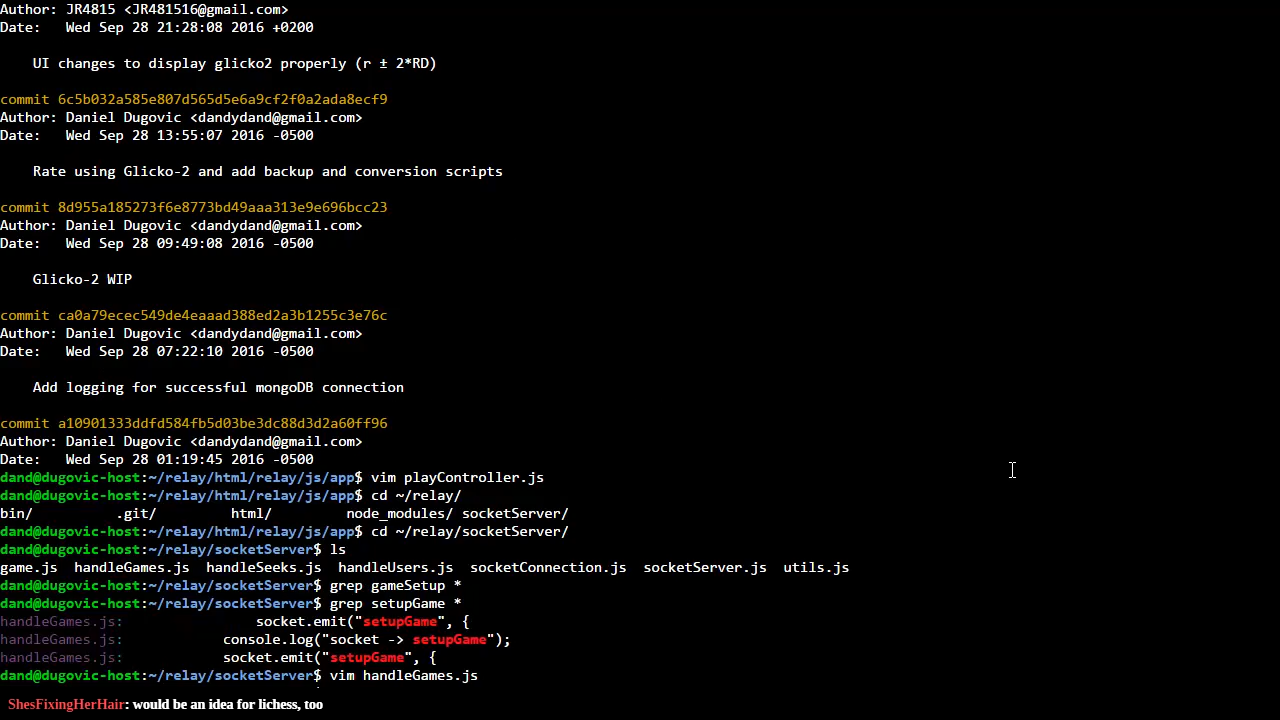 Author: JR4815 <JR481516@gmail.com>
Date:   Wed Sep 28 21:28:08 2016 +0200
    UI changes to display glicko2 properly (r ± 2*RD)
commit 6c5b032a585e807d565d5e6a9cf2f0a2ada8ecf9
Author: Daniel Dugovic <dandydand@gmail.com>
Date:   Wed Sep 28 13:55:07 2016 -0500
    Rate using Glicko-2 and add backup and conversion scripts
commit 8d955a185273f6e8773bd49aaa313e9e696bcc23
Author: Daniel Dugovic <dandydand@gmail.com>
Date:   Wed Sep 28 09:49:08 2016 -0500
    Glicko-2 WIP
commit ca0a79ecec549de4eaaad388ed2a3b1255c3e76c
Author: Daniel Dugovic <dandydand@gmail.com>
Date:   Wed Sep 28 07:22:10 2016 -0500
    Add logging for successful mongoDB connection
commit a10901333ddfd584fb5d03be3dc88d3d2a60ff96
Author: Daniel Dugovic <dandydand@gmail.com>
Date:   Wed Sep 28 01:19:45 2016 -0500
dand@dugovic-host:~/relay/html/relay/js/app$ vim playController.js
dand@dugovic-host:~/relay/html/relay/js/app$ cd ~/relay/
bin/          .git/         html/         node_modules/ socketServer/
dand@dugovic-host:~/relay/html/relay/js/app$ cd ~/relay/socketServer/
dand@dugovic-host:~/relay/socketServer$ ls
game.js  handleGames.js  handleSeeks.js  handleUsers.js  socketConnection.js  socketServer.js  utils.js
dand@dugovic-host:~/relay/socketServer$ grep gameSetup *
dand@dugovic-host:~/relay/socketServer$ grep setupGame *
handleGames.js:                socket.emit("setupGame", {
handleGames.js:            console.log("socket -> setupGame");
handleGames.js:            socket.emit("setupGame", {
dand@dugovic-host:~/relay/socketServer$ vim handleGames.js
ShesFixingHerHair: would be an idea for lichess, too